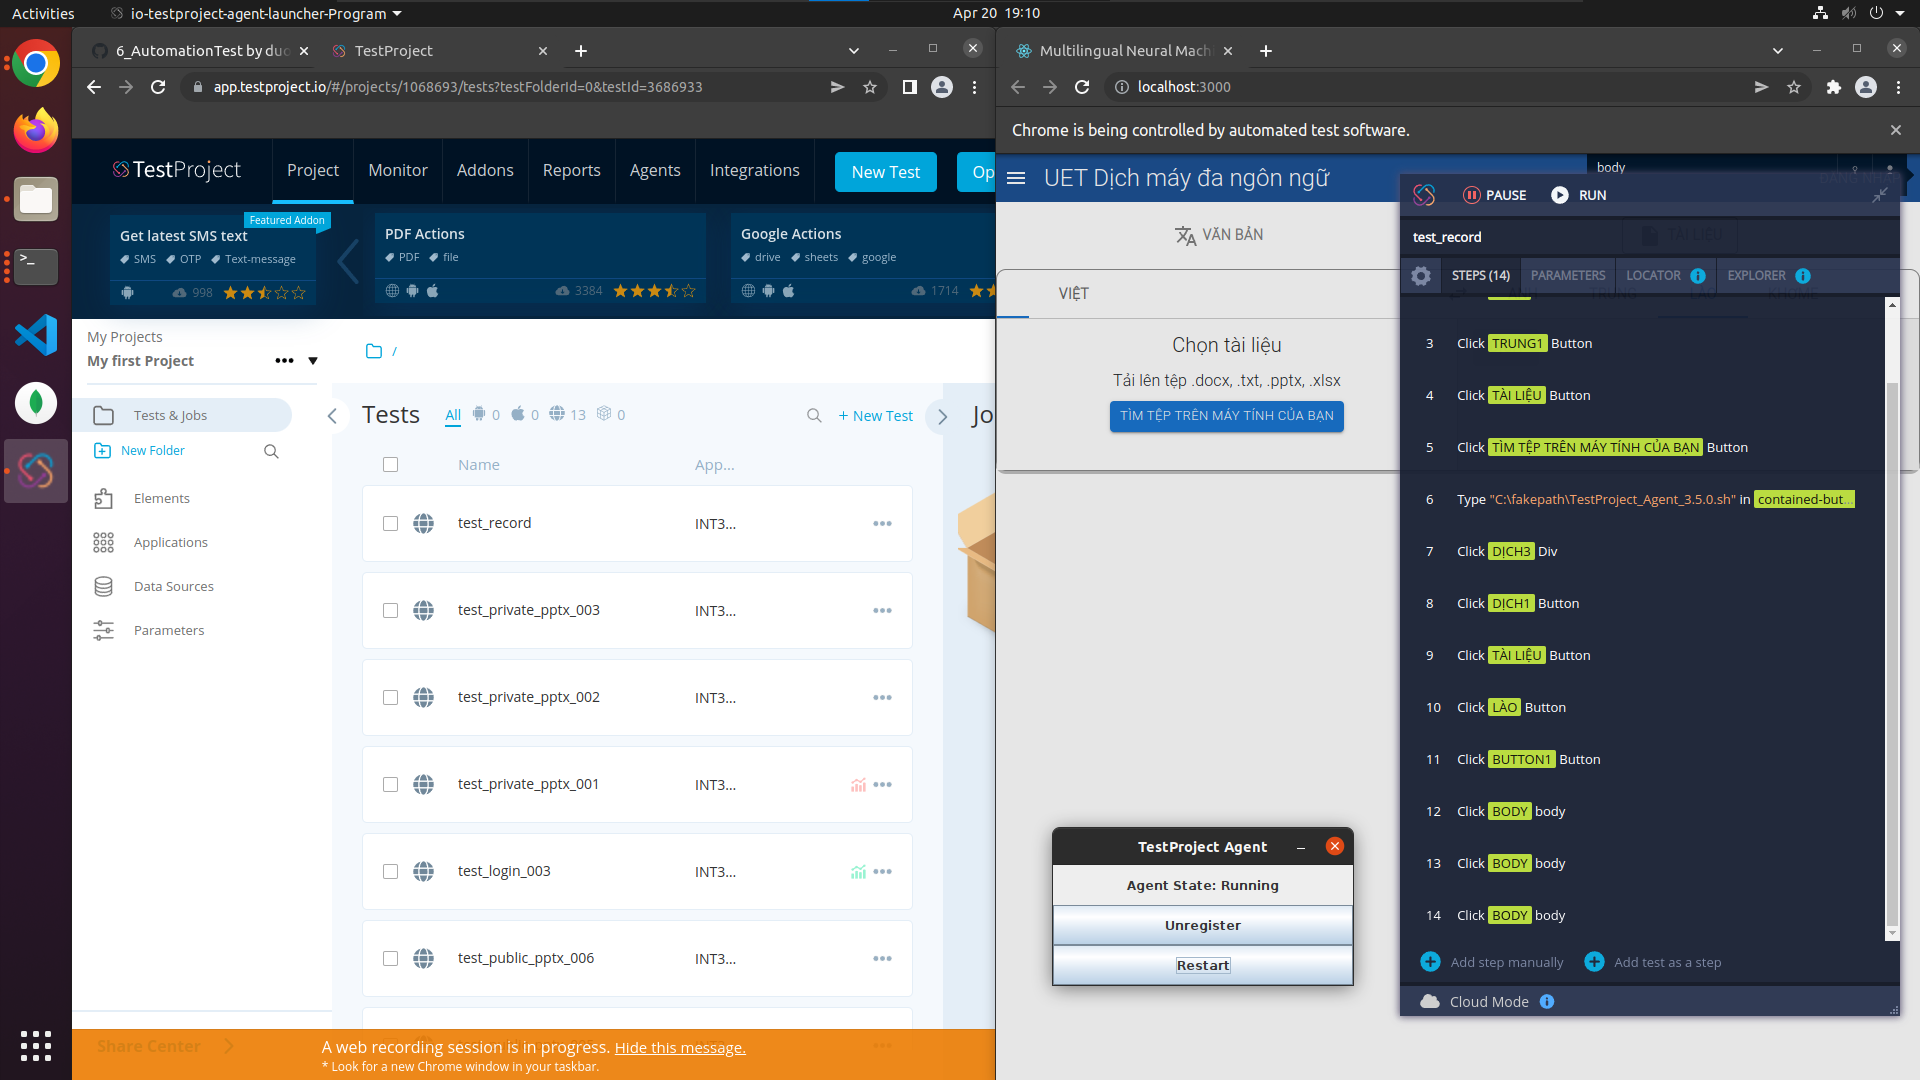 Activities
io-testproject-agent-launcher-Program
Apr 20 19:10
6_AutomationTest by duo
TestProject
app.testproject.io/#/projects/1068693/tests?testFolderId=0&testId=3686933
TestProject
Project
Monitor
Addons
Reports
Agents
Integrations
New Test
Op
Featured Addon
Get latest SMS text
SMS
OTP
Text-message
998
PDF Actions
PDF
file
3384
Google Actions
drive
sheets
google
1714
My Projects
My first Project
/
Tests & Jobs
New Folder
Elements
Applications
Data Sources
Parameters
Share Center
Tests
All
0
0
13
0
+ New Test
Jo
Name
App...
test_record
INT3...
test_private_pptx_003
INT3...
test_private_pptx_002
INT3...
test_private_pptx_001
INT3...
test_login_003
INT3...
test_public_pptx_006
INT3...
A web recording session is in progress. Hide this message.
* Look for a new Chrome window in your taskbar.
Multilingual Neural Mach
localhost:3000
Chrome is being controlled by automated test software.
UET Dịch máy đa ngôn ngữ
body
VĂN BẢN
TÀI LIỆU
VIỆT
Chọn tài liệu
Tải lên tệp .docx, .txt, .pptx, .xlsx
TÌM TỆP TRÊN MÁY TÍNH CỦA BẠN
PAUSE
RUN
test_record
STEPS (14)
PARAMETERS
LOCATOR
EXPLORER
3 Click TRUNG1 Button
4 Click TÀI LIỆU Button
5 Click TÌM TỆP TRÊN MÁY TÍNH CỦA BẠN Button
6 Type "C:\fakepath\TestProject_Agent_3.5.0.sh" in contained-but...
7 Click DỊCH3 Div
8 Click DỊCH1 Button
9 Click TÀI LIỆU Button
10 Click LÀO Button
11 Click BUTTON1 Button
12 Click BODY body
13 Click BODY body
14 Click BODY body
Add step manually
Add test as a step
Cloud Mode
TestProject Agent
Agent State: Running
Unregister
Restart